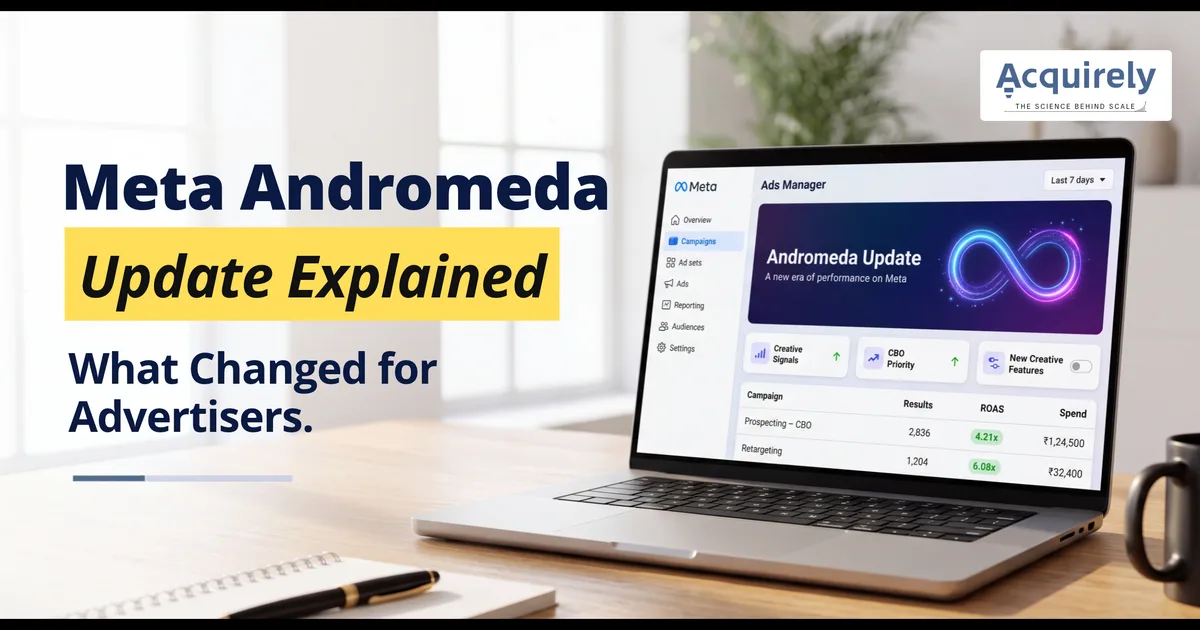 Acquirely
THE SCIENCE BEHIND SCALE
Meta Andromeda
Update Explained
What Changed for
Advertisers.
Meta
Overview
Campaigns
Ad sets
Ads
Reporting
Audiences
Settings
Ads Manager
Last 7 days
Andromeda Update
A new era of performance on Meta
Creative
Signals
CBO
Priority
New Creative
Features
Campaign Results ROAS Spend
Prospecting – CBO 2,836 4.21x ₹1,24,500
Retargeting 1,204 6.08x ₹32,400